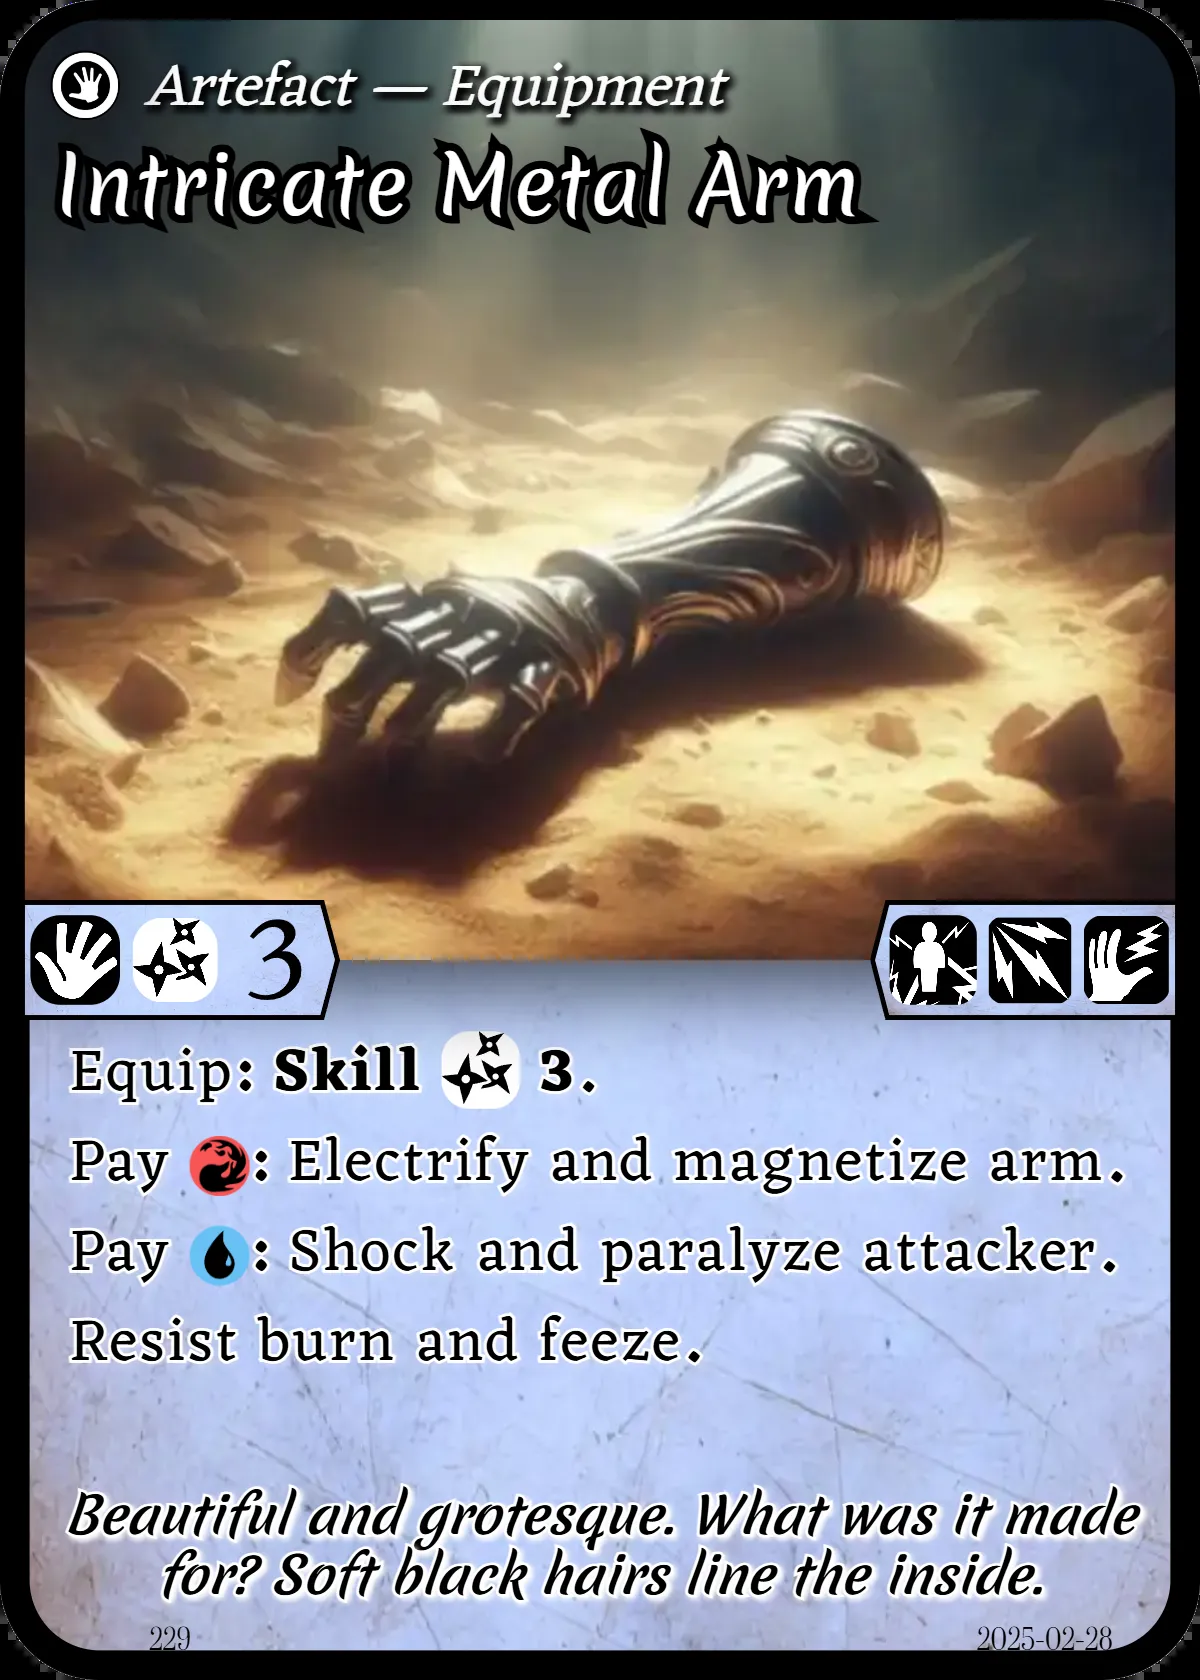 Artefact — Equipment
Intricate Metal Arm
3
Equip: Skill 3.
Pay : Electrify and magnetize arm.
Pay : Shock and paralyze attacker.
Resist burn and feeze.
Beautiful and grotesque. What was it made
for? Soft black hairs line the inside.
229 2025-02-28